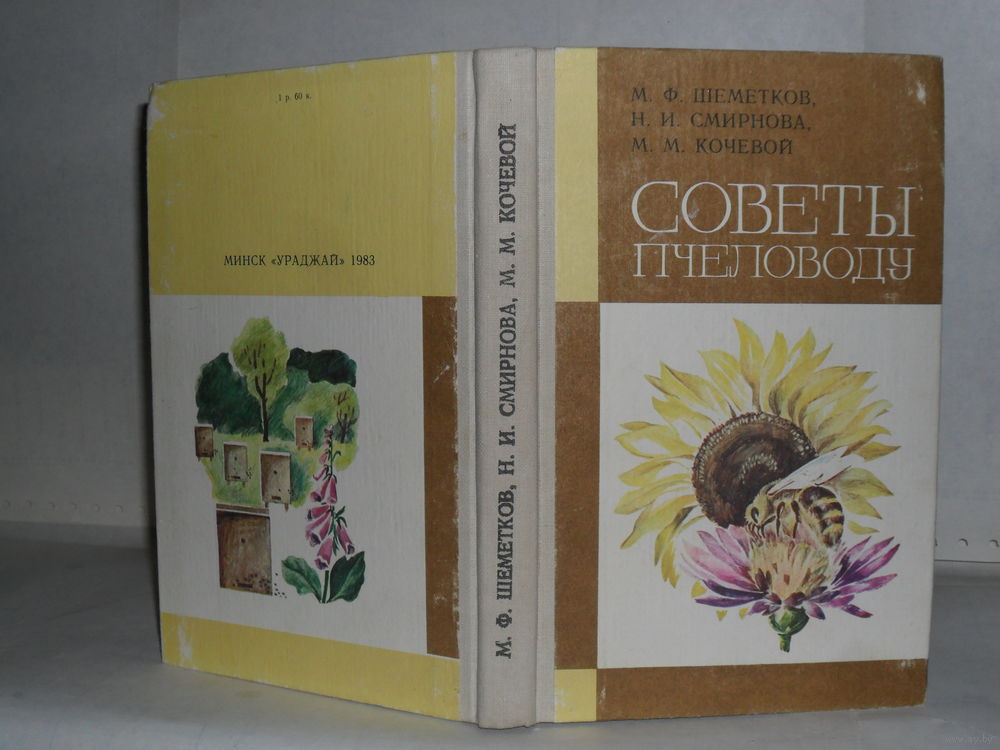 1 р. 60 к.
МИНСК «УРАДЖАЙ» 1983
М. Ф. ШЕМЕТКОВ, Н. И. СМИРНОВА, М. М. КОЧЕВОЙ
М. Ф. ШЕМЕТКОВ,
Н. И. СМИРНОВА,
М. М. КОЧЕВОЙ
СОВЕТЫ
ПЧЕЛОВОДУ